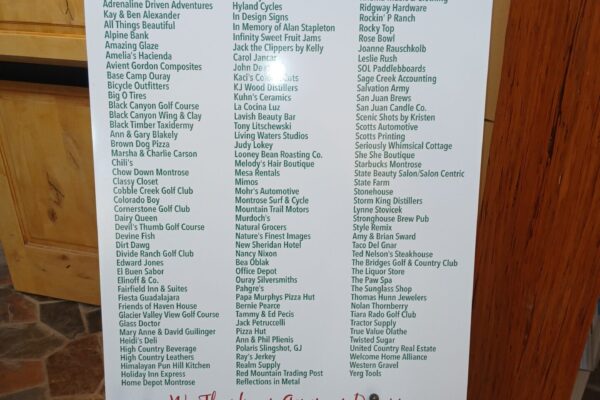 Adrenaline Driven Adventures
Kay & Ben Alexander
All Things Beautiful
Alpine Bank
Amazing Glaze
Amelia's Hacienda
Avient Gordon Composites
Base Camp Ouray
Bicycle Outfitters
Big O Tires
Black Canyon Golf Course
Black Canyon Wing & Clay
Black Timber Taxidermy
Ann & Gary Blakely
Brown Dog Pizza
Marsha & Charlie Carson
Chili's
Chow Down Montrose
Classy Closet
Cobble Creek Golf Club
Colorado Boy
Cornerstone Golf Club
Dairy Queen
Devil's Thumb Golf Course
Devine Fish
Dirt Dawg
Divide Ranch Golf Club
Edward Jones
El Buen Sabor
Elinoff & Co.
Fairfield Inn & Suites
Fiesta Guadalajara
Friends of Haven House
Glacier Valley View Golf Course
Glass Doctor
Mary Anne & David Guilinger
Heidi's Deli
High Country Beverage
High Country Leathers
Himalayan Pun Hill Kitchen
Holiday Inn Express
Home Depot Montrose
Hyland Cycles
In Design Signs
In Memory of Alan Stapleton
Infinity Sweet Fruit Jams
Jack the Clippers by Kelly
Carol
John
Kaci's
KJ Wood Distillers
Kuhn's Ceramics
La Cocina Luz
Lavish Beauty Bar
Tony Litschewski
Living Waters Studios
Judy Lokey
Looney Bean Roasting Co.
Melody's Hair Boutique
Mesa Rentals
Mimos
Mohr's Automotive
Montrose Surf & Cycle
Mountain Trail Motors
Murdoch's
Natural Grocers
Nature's Finest Images
New Sheridan Hotel
Nancy Nixon
Bea Oblak
Office Depot
Ouray Silversmiths
Pahgre's
Papa Murphys Pizza Hut
Bernie Pearce
Tammy & Ed Pecis
Jack Petruccelli
Pizza Hut
Ann & Phil Plienis
Polaris Slingshot, GJ
Ray's Jerky
Realm Supply
Red Mountain Trading Post
Reflections in Metal
Ridgway Hardware
Rockin' P Ranch
Rocky Top
Rose Bowl
Joanne Rauschkolb
Leslie Rush
SOL Paddleboards
Sage Creek Accounting
Salvation Army
San Juan Brews
San Juan Candle Co.
Scenic Shots by Kristen
Scotts Automotive
Scotts Printing
Seriously Whimsical Cottage
She She Boutique
Starbucks Montrose
State Beauty Salon/Salon Centric
State Farm
Stonehouse
Storm King Distillers
Lynne Stovicek
Stronghouse Brew Pub
Style Remix
Amy & Brian Sward
Taco Del Gnar
Ted Nelson's Steakhouse
The Bridges Golf & Country Club
The Liquor Store
The Paw Spa
The Sunglass Shop
Thomas Hunn Jewelers
Nolan Thornberry
Tiara Rado Golf Club
Tractor Supply
True Value Olathe
Twisted Sugar
United Country Real Estate
Welcome Home Alliance
Western Gravel
Yerg Tools